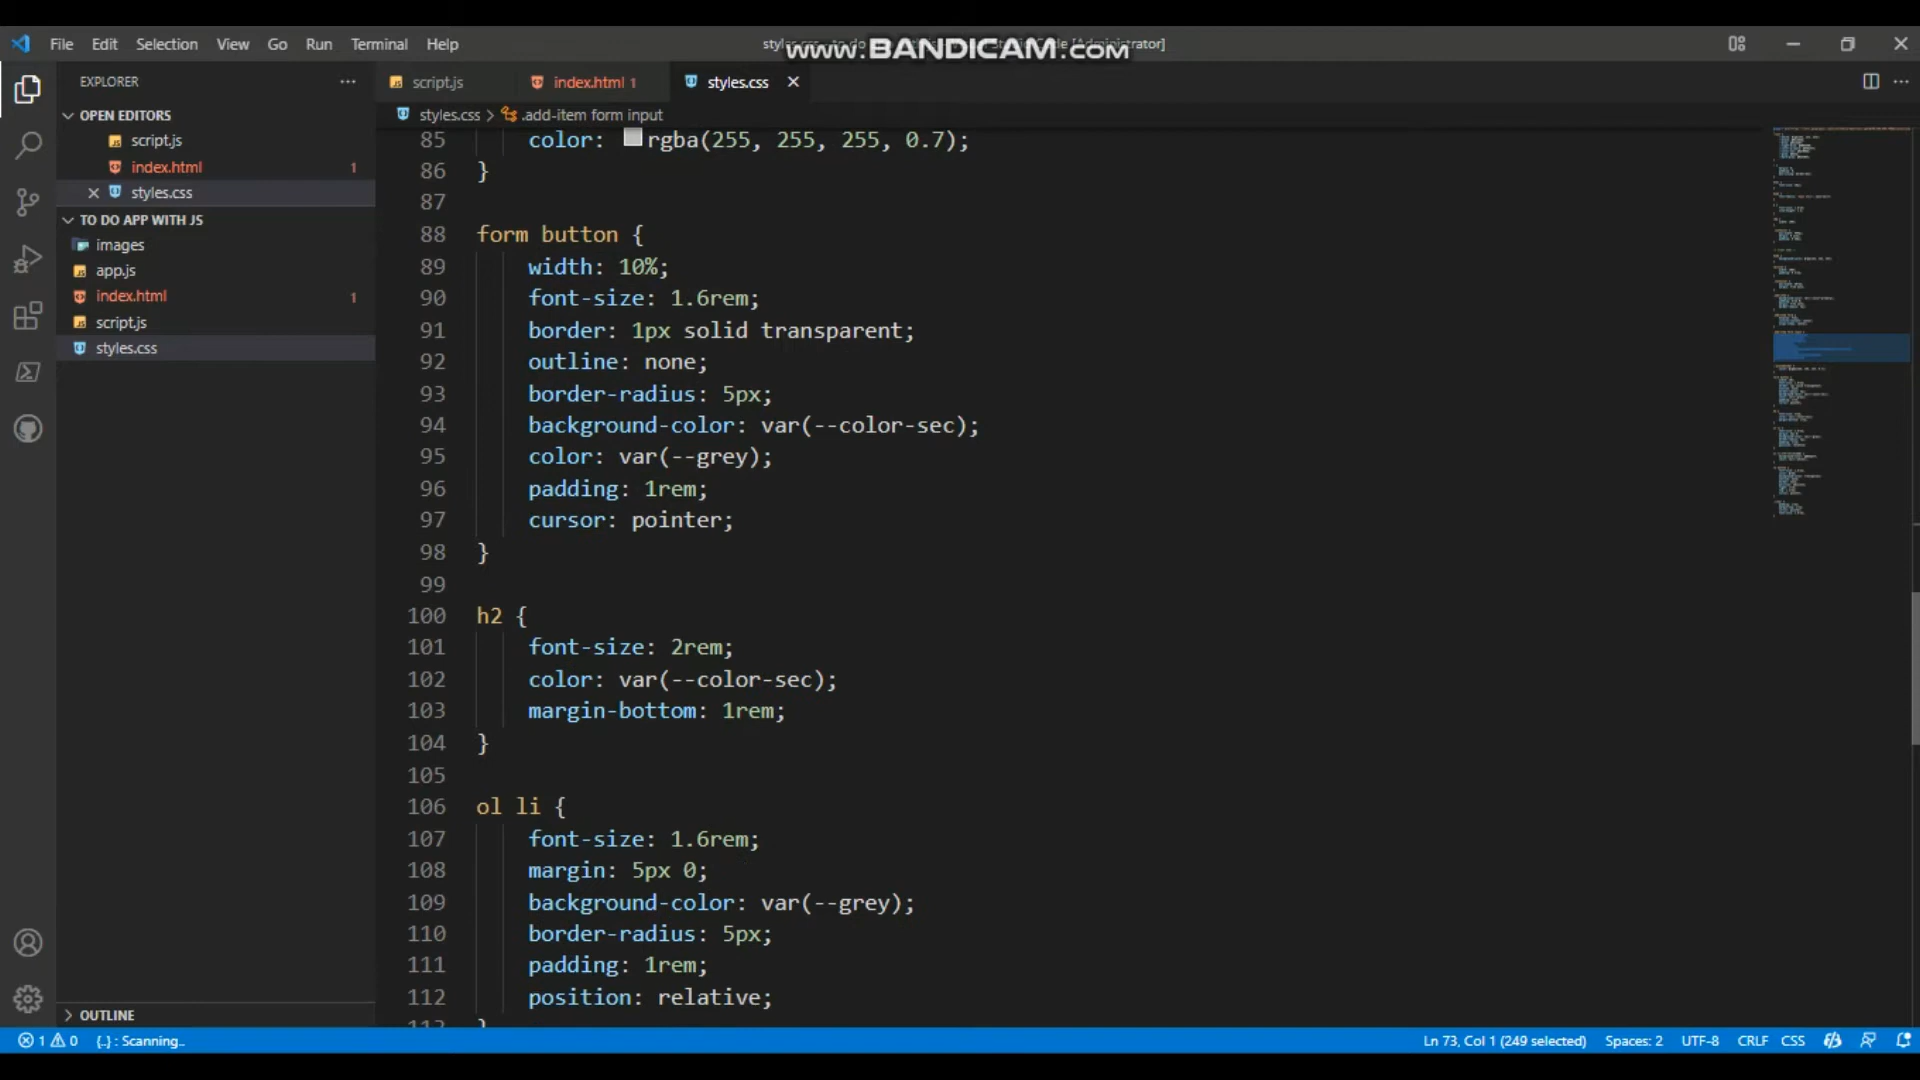 File Edit Selection View Go Run Terminal Help
www.BANDICAM.com
EXPLORER
script.js index.html 1 styles.css
OPEN EDITORS
styles.css > .add-item form input
script.js
index.html 1
styles.css
TO DO APP WITH JS
images
app.js
index.html 1
script.js
styles.css
85 color: rgba(255, 255, 255, 0.7);
86 }
87
88 form button {
89 width: 10%;
90 font-size: 1.6rem;
91 border: 1px solid transparent;
92 outline: none;
93 border-radius: 5px;
94 background-color: var(--color-sec);
95 color: var(--grey);
96 padding: 1rem;
97 cursor: pointer;
98 }
99
100 h2 {
101 font-size: 2rem;
102 color: var(--color-sec);
103 margin-bottom: 1rem;
104 }
105
106 ol li {
107 font-size: 1.6rem;
108 margin: 5px 0;
109 background-color: var(--grey);
110 border-radius: 5px;
111 padding: 1rem;
112 position: relative;
OUTLINE
1 0 {..} : Scanning.. Ln 73, Col 1 (249 selected) Spaces: 2 UTF-8 CRLF CSS